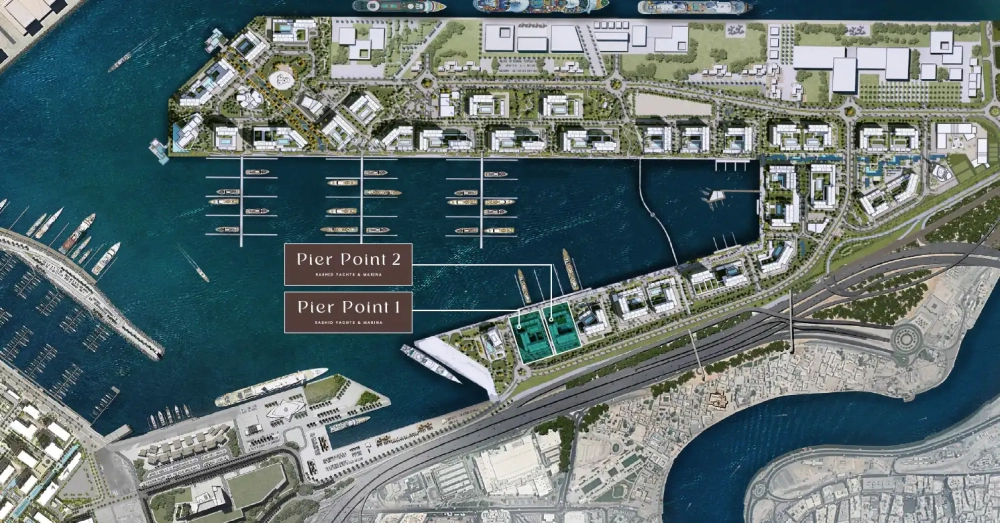 Pier Point 2
RASHID YACHTS & MARINA
Pier Point 1
RASHID YACHTS & MARINA